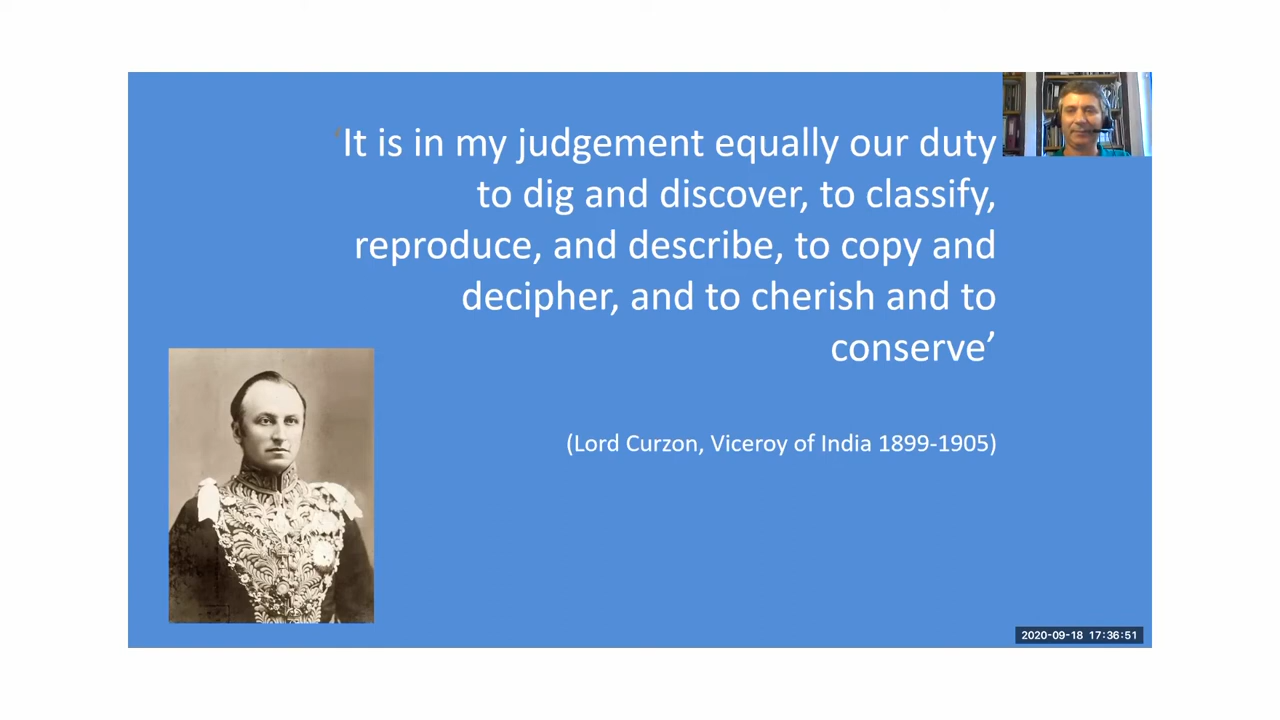 ‘It is in my judgement equally our duty
to dig and discover, to classify,
reproduce, and describe, to copy and
decipher, and to cherish and to
conserve’
(Lord Curzon, Viceroy of India 1899-1905)
2020-09-18 17:36:51